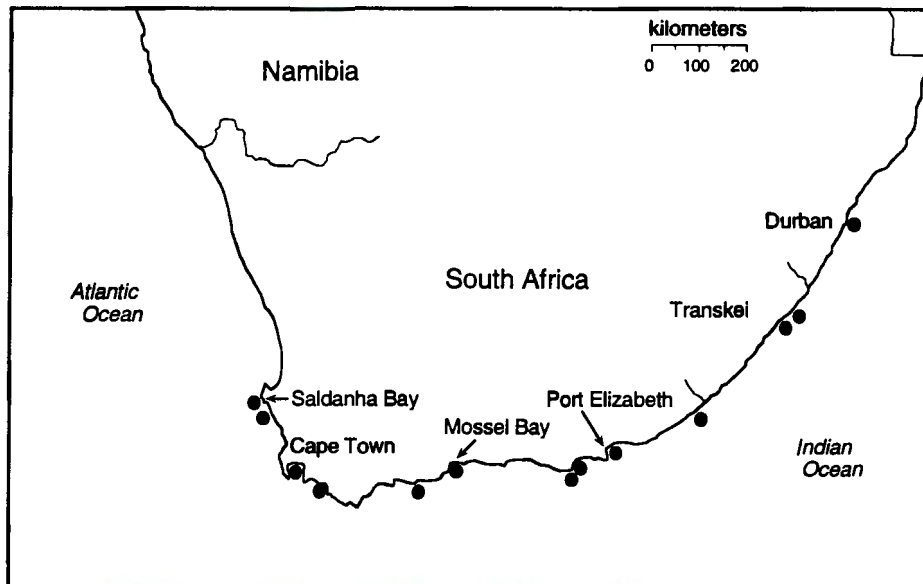 kilometers
0 100 200
Namibia
Durban
South Africa
Atlantic
Ocean
Transkei
Saldanha Bay
Port Elizabeth
Mossel Bay
Cape Town
Indian
Ocean